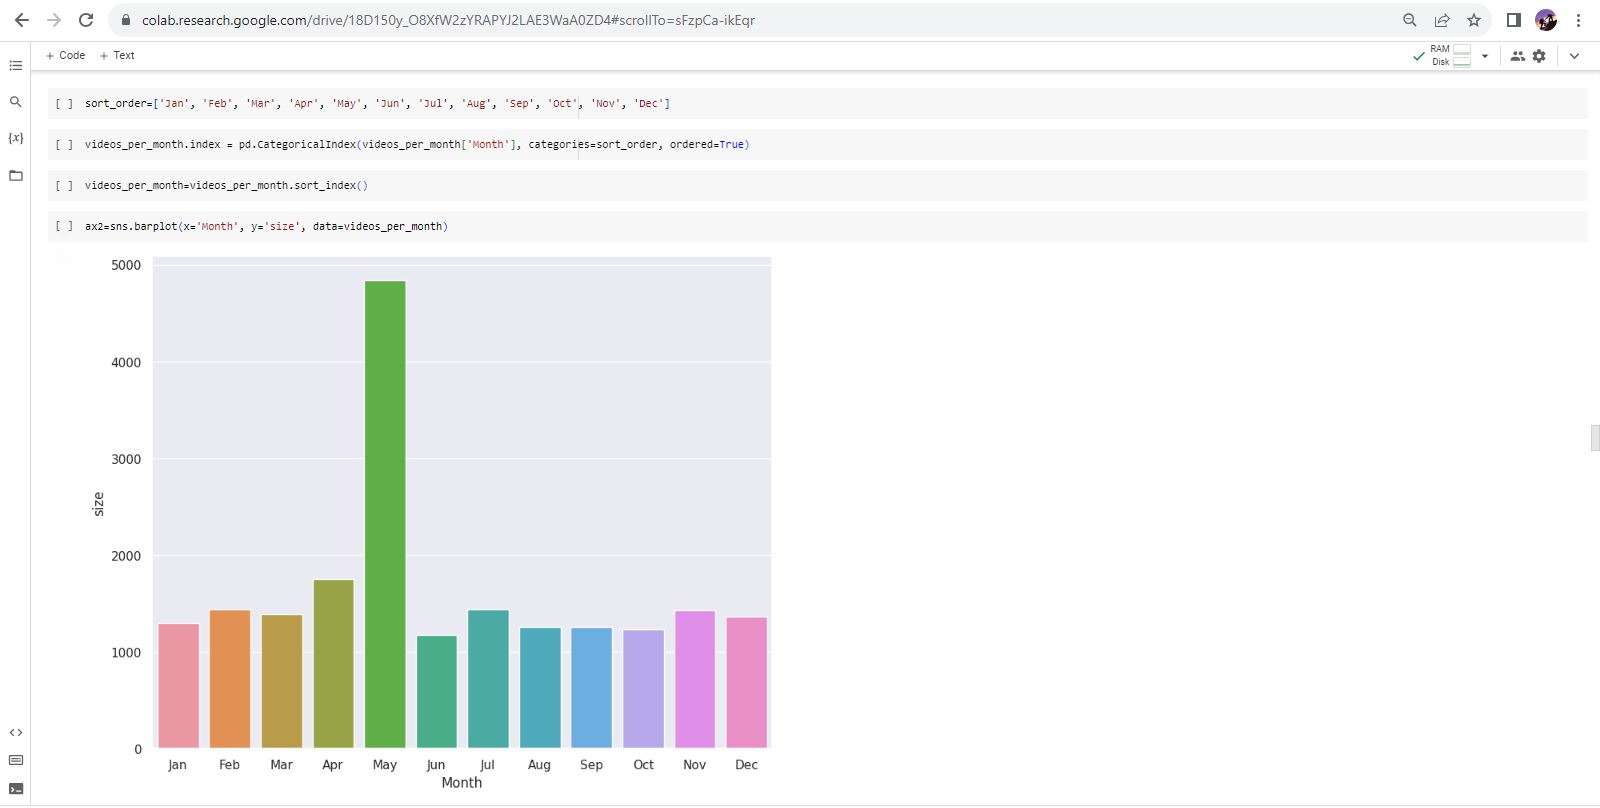 colab.research.google.com/drive/18D150y_O8XfW2zYRAPYJ2LAE3WaA0ZD4#scrollTo=sFzpCa-ikEqr
+ Code + Text
RAM
Disk
{x}
[ ] sort_order=['Jan', 'Feb', 'Mar', 'Apr', 'May', 'Jun', 'Jul', 'Aug', 'Sep', 'Oct', 'Nov', 'Dec']
[ ] videos_per_month.index = pd.CategoricalIndex(videos_per_month['Month'], categories=sort_order, ordered=True)
[ ] videos_per_month=videos_per_month.sort_index()
[ ] ax2=sns.barplot(x='Month', y='size', data=videos_per_month)
5000
4000
3000
2000
1000
0
size
Jan Feb Mar Apr May Jun Jul Aug Sep Oct Nov Dec
Month